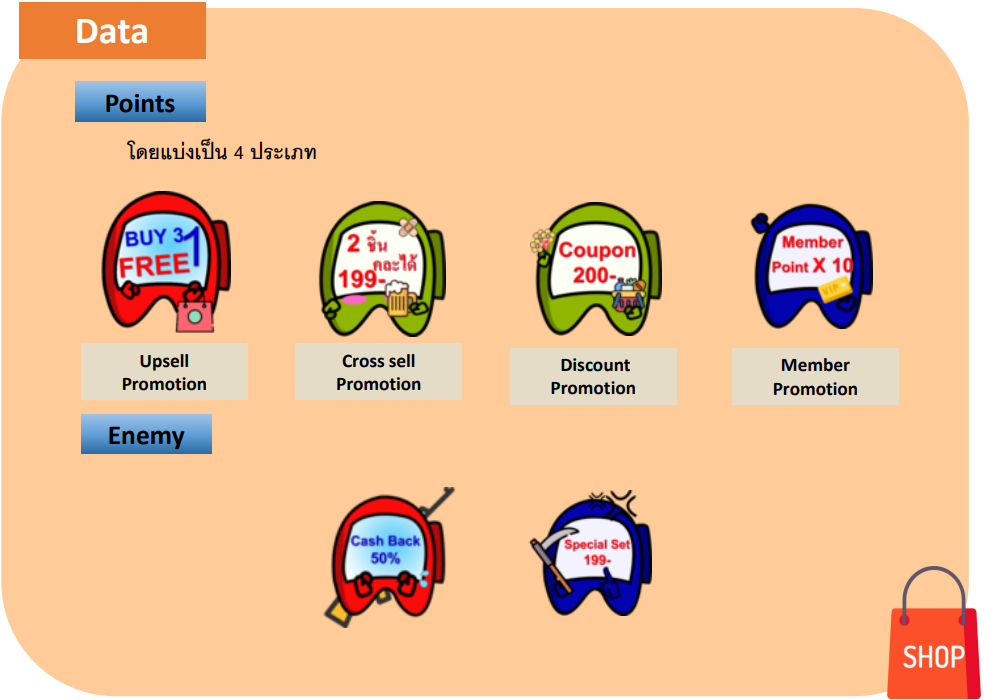 Data
Points
โดยแบ่งเป็น 4 ประเภท
BUY 3
1
FREE
2 ชิ้น
คละได้
199-
Coupon
200-
Member
Point X 10
VIP
Upsell
Promotion
Cross sell
Promotion
Discount
Promotion
Member
Promotion
Enemy
Cash Back
50%
Special Set
199-
SHOP